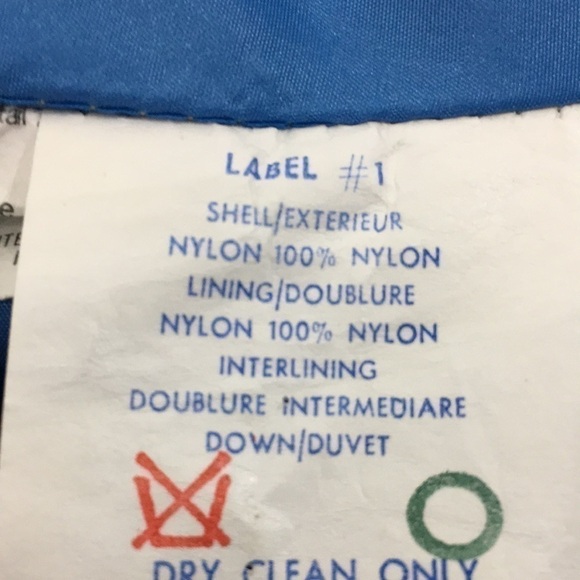 LABEL #1
SHELL/EXTERIEUR
NYLON 100% NYLON
LINING/DOUBLURE
NYLON 100% NYLON
INTERLINING
DOUBLURE INTERMEDIARE
DOWN/DUVET
DRY CLEAN ONLY